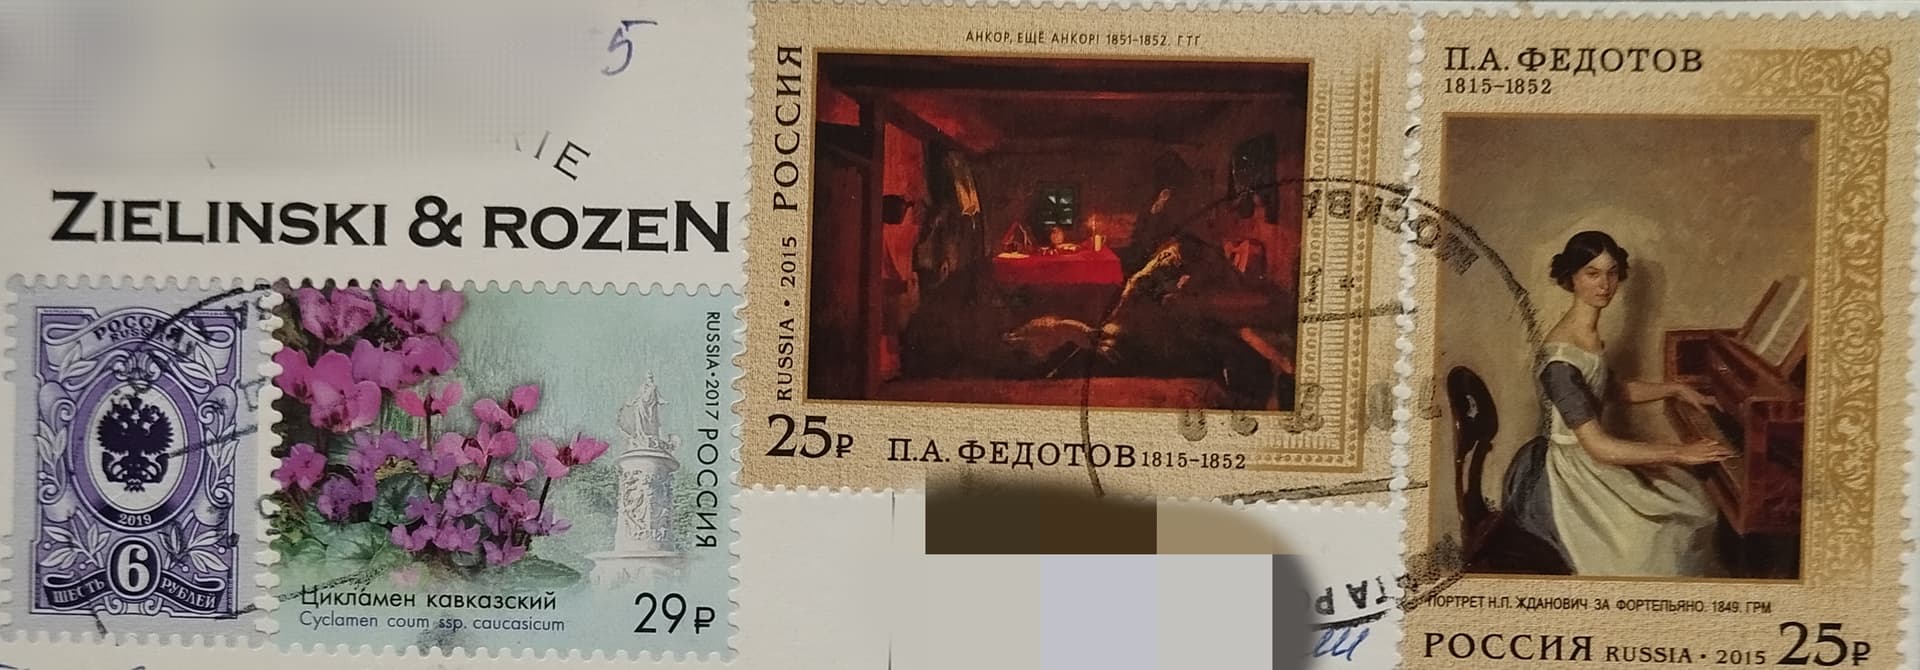 5
IE
ZIELINSKI & ROZEN
РОССИЯ
RUSSIA
2019
6
ШЕСТЬ РУБЛЕЙ
RUSSIA•2017 РОССИЯ
Цикламен кавказский
Cyclamen coum ssp. caucasicum
29₽
АНКОР, ЕЩЁ АНКОР! 1851–1852. ГТГ
RUSSIA • 2015 РОССИЯ
25₽
П.А. ФЕДОТОВ 1815–1852
МОСКВА
П.А. ФЕДОТОВ
1815–1852
ПОРТРЕТ Н.П. ЖДАНОВИЧ ЗА ФОРТЕПЬЯНО. 1849. ГРМ
РОССИЯ RUSSIA • 2015 25₽